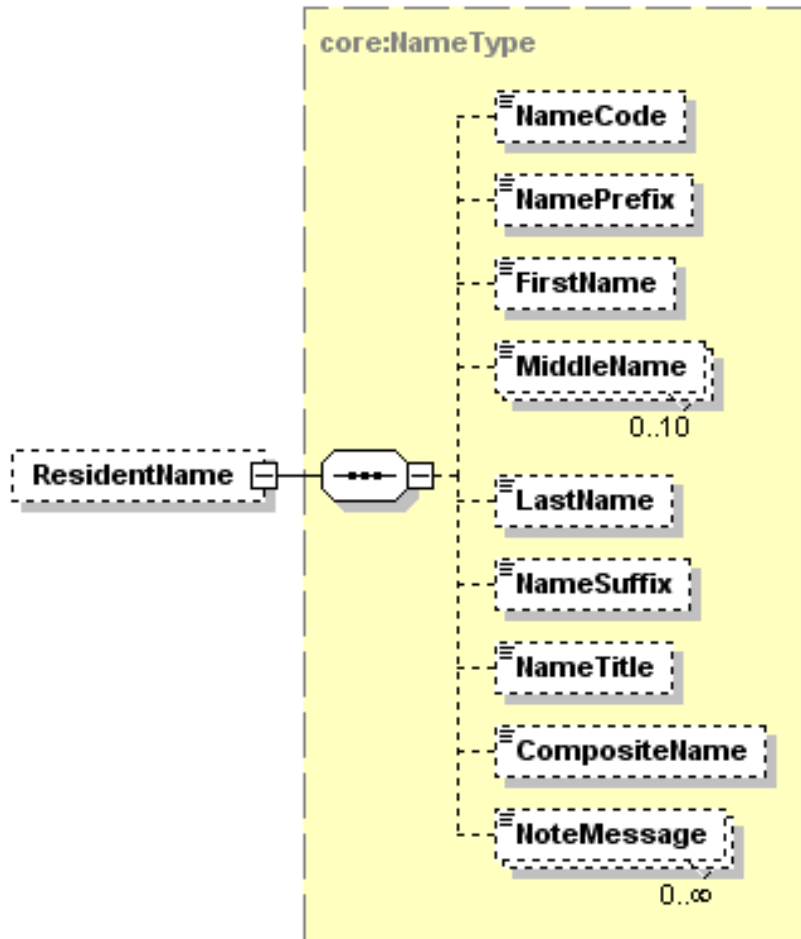 core:NameType
NameCode
NamePrefix
FirstName
MiddleName
0..10
ResidentName
LastName
NameSuffix
NameTitle
CompositeName
NoteMessage
0..∞